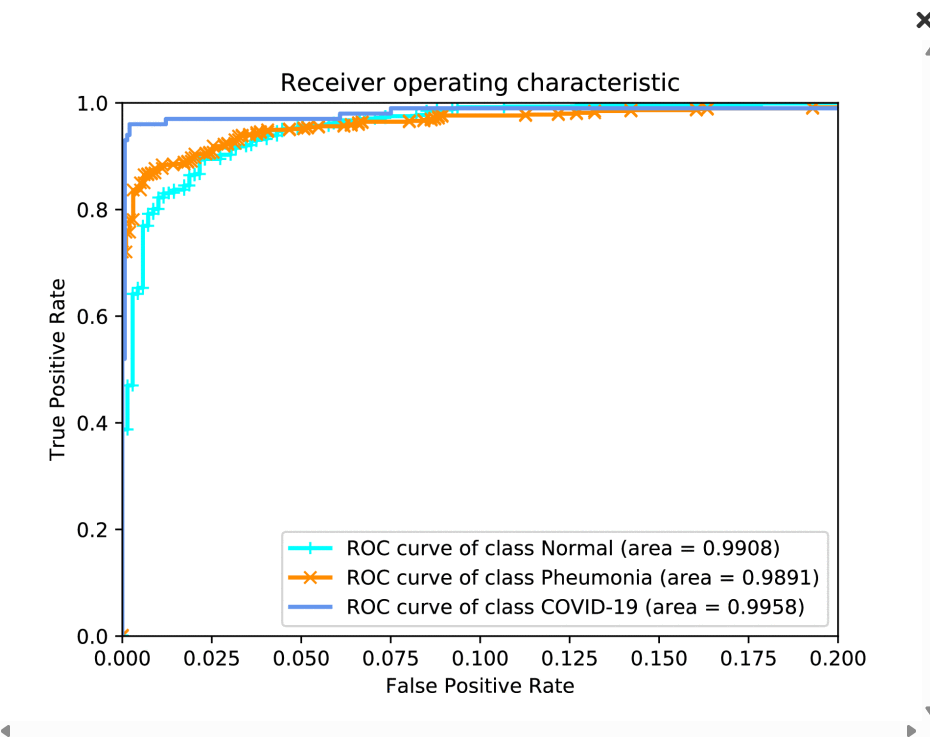 Receiver operating characteristic
1.0
0.8
0.6
0.4
0.2
0.0
True Positive Rate
ROC curve of class Normal (area = 0.9908)
ROC curve of class Pheumonia (area = 0.9891)
ROC curve of class COVID-19 (area = 0.9958)
0.000 0.025 0.050 0.075 0.100 0.125 0.150 0.175 0.200
False Positive Rate